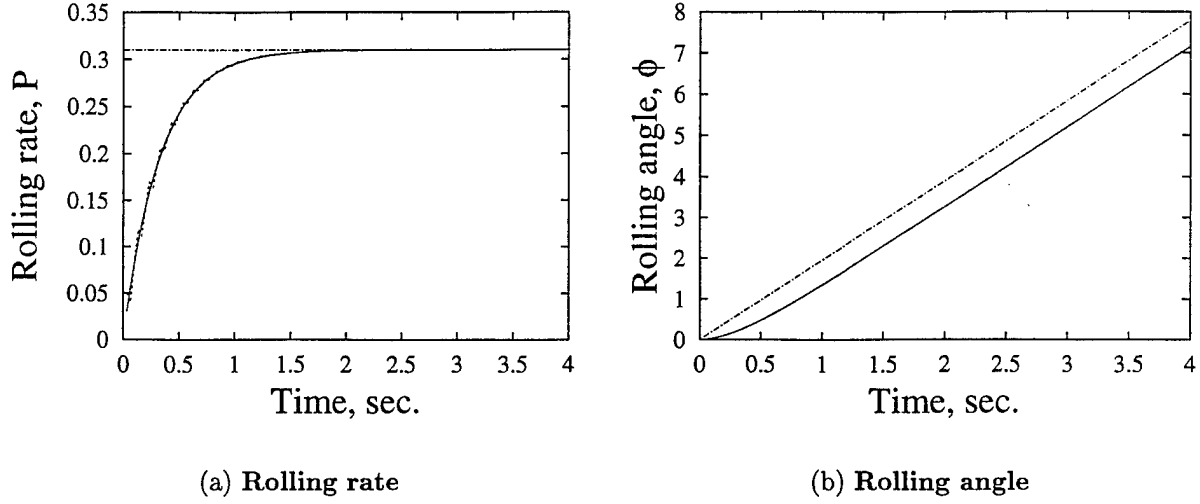 0.35
0.3
0.25
0.2
0.15
0.1
0.05
0
0 0.5 1 1.5 2 2.5 3 3.5 4
Rolling rate, P
Time, sec.
(a) Rolling rate
8
7
6
5
4
3
2
1
0
0 0.5 1 1.5 2 2.5 3 3.5 4
Rolling angle, ϕ
Time, sec.
(b) Rolling angle